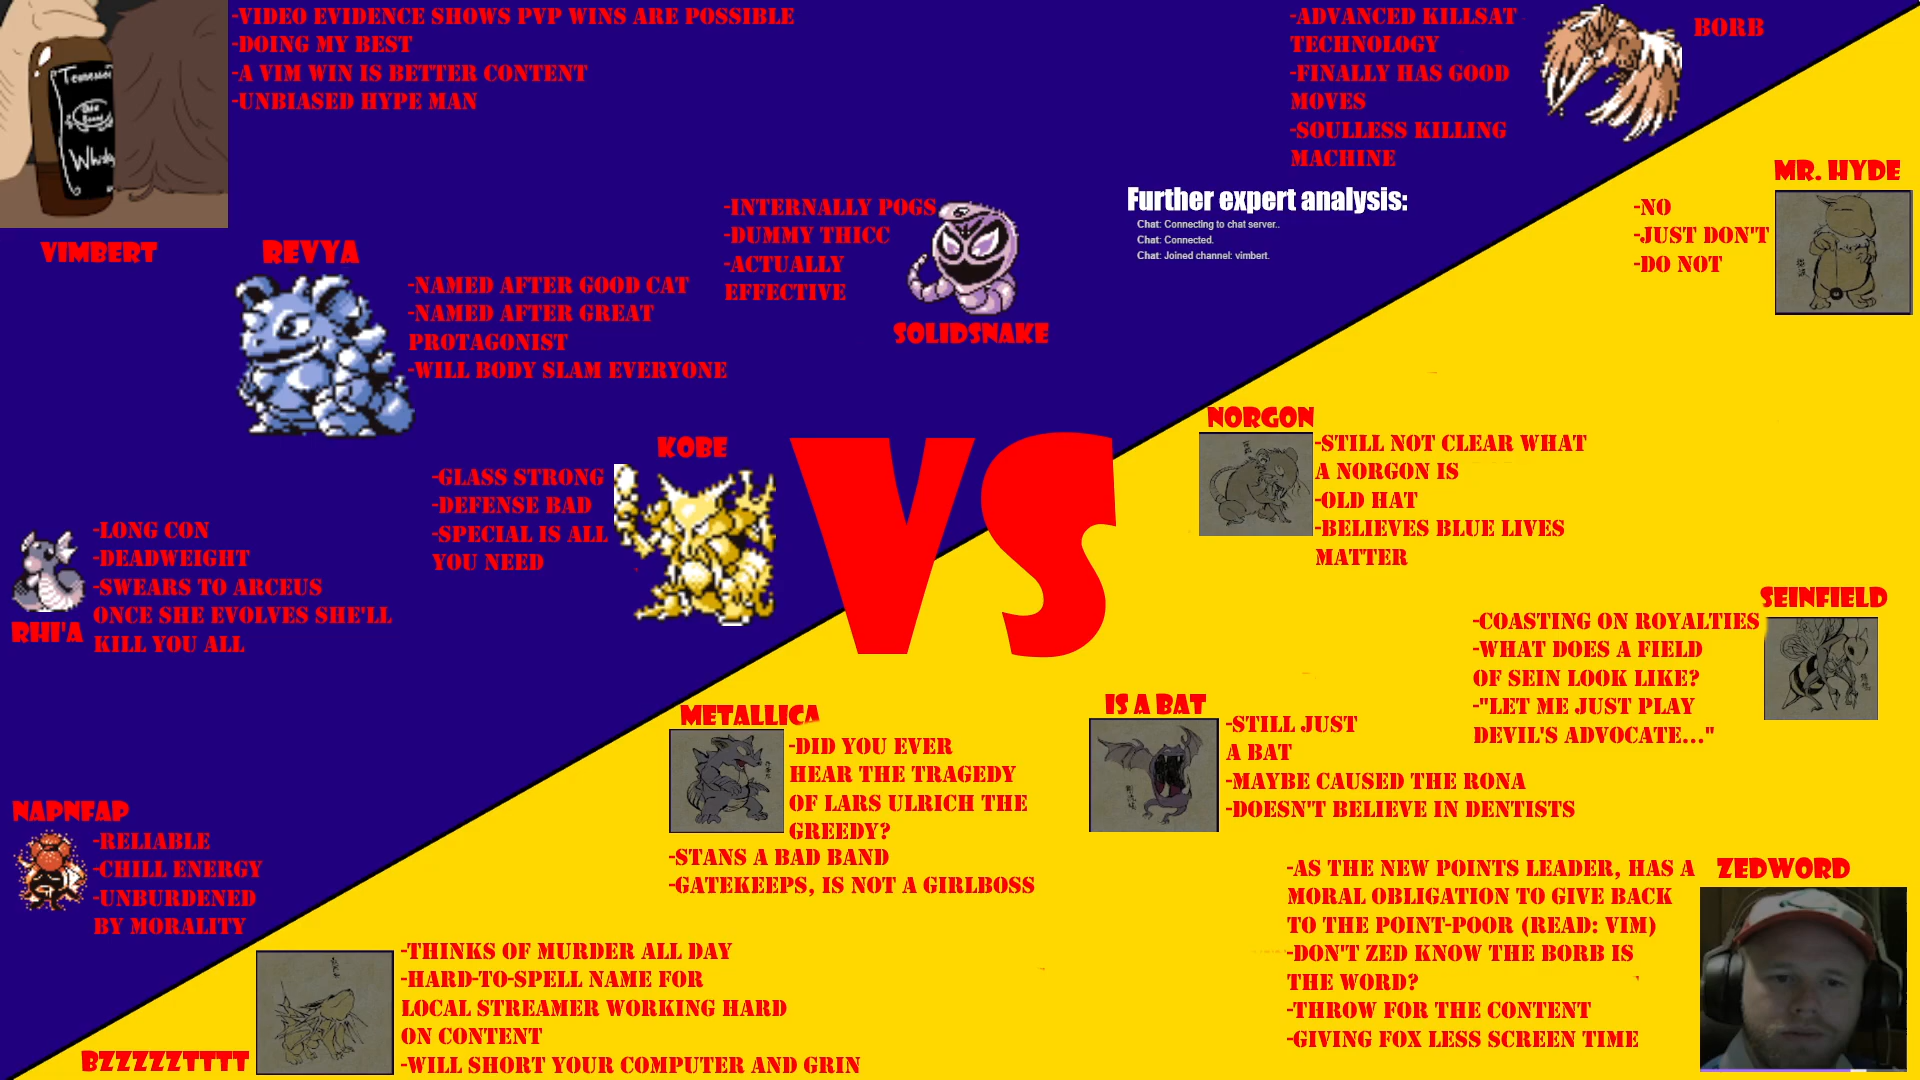 -VIDEO EVIDENCE SHOWS PVP WINS ARE POSSIBLE
-DOING MY BEST
-A VIM WIN IS BETTER CONTENT
-UNBIASED HYPE MAN
VIMBERT
Whisky
-ADVANCED KILLSAT
TECHNOLOGY
-FINALLY HAS GOOD
MOVES
-SOULLESS KILLING
MACHINE
BORB
REVYA
-NAMED AFTER GOOD CAT
-NAMED AFTER GREAT
PROTAGONIST
-WILL BODY SLAM EVERYONE
-INTERNALLY POGS
-DUMMY THICC
-ACTUALLY
EFFECTIVE
SOLIDSNAKE
Further expert analysis:
Chat: Connecting to chat server..
Chat: Connected.
Chat: Joined channel: vimbert.
MR. HYDE
-NO
-JUST DON'T
-DO NOT
KOBE
-GLASS STRONG
-DEFENSE BAD
-SPECIAL IS ALL
YOU NEED
-LONG CON
-DEADWEIGHT
-SWEARS TO ARCEUS
ONCE SHE EVOLVES SHE'LL
KILL YOU ALL
RHI'A
VS
NORGON
-STILL NOT CLEAR WHAT
A NORGON IS
-OLD HAT
-BELIEVES BLUE LIVES
MATTER
SEINFIELD
-COASTING ON ROYALTIES
-WHAT DOES A FIELD
OF SEIN LOOK LIKE?
-"LET ME JUST PLAY
DEVIL'S ADVOCATE..."
METALLICA
-DID YOU EVER
HEAR THE TRAGEDY
OF LARS ULRICH THE
GREEDY?
-STANS A BAD BAND
-GATEKEEPS, IS NOT A GIRLBOSS
IS A BAT
-STILL JUST
A BAT
-MAYBE CAUSED THE RONA
-DOESN'T BELIEVE IN DENTISTS
NAPNFAP
-RELIABLE
-CHILL ENERGY
-UNBURDENED
BY MORALITY
BZZZZZTTTT
-THINKS OF MURDER ALL DAY
-HARD-TO-SPELL NAME FOR
LOCAL STREAMER WORKING HARD
ON CONTENT
-WILL SHORT YOUR COMPUTER AND GRIN
ZEDWORD
-AS THE NEW POINTS LEADER, HAS A
MORAL OBLIGATION TO GIVE BACK
TO THE POINT-POOR (READ: VIM)
-DON'T ZED KNOW THE BORB IS
THE WORD?
-THROW FOR THE CONTENT
-GIVING FOX LESS SCREEN TIME